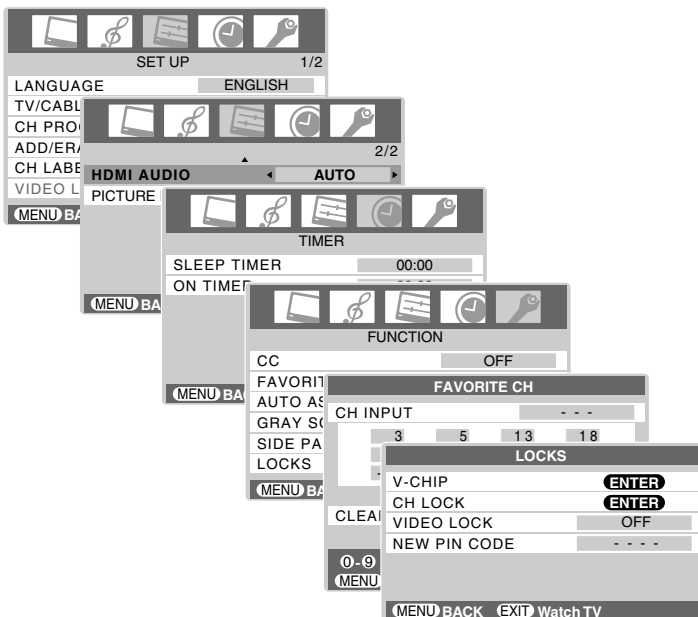 SET UP 1/2
LANGUAGE ENGLISH
TV/CABL
CH PRO
ADD/ER
CH LABE
VIDEO L
MENU BA
2/2
HDMI AUDIO AUTO
PICTURE
MENU BA
TIMER
SLEEP TIMER 00:00
ON TIMER
MENU BA
FUNCTION
CC OFF
FAVORIT
AUTO AS
GRAY SC
SIDE PA
LOCKS
MENU BA
FAVORITE CH
CH INPUT - - -
3 5 13 18
CLEA
0-9
MENU
LOCKS
V-CHIP ENTER
CH LOCK ENTER
VIDEO LOCK OFF
NEW PIN CODE - - - -
MENU BACK EXIT Watch TV